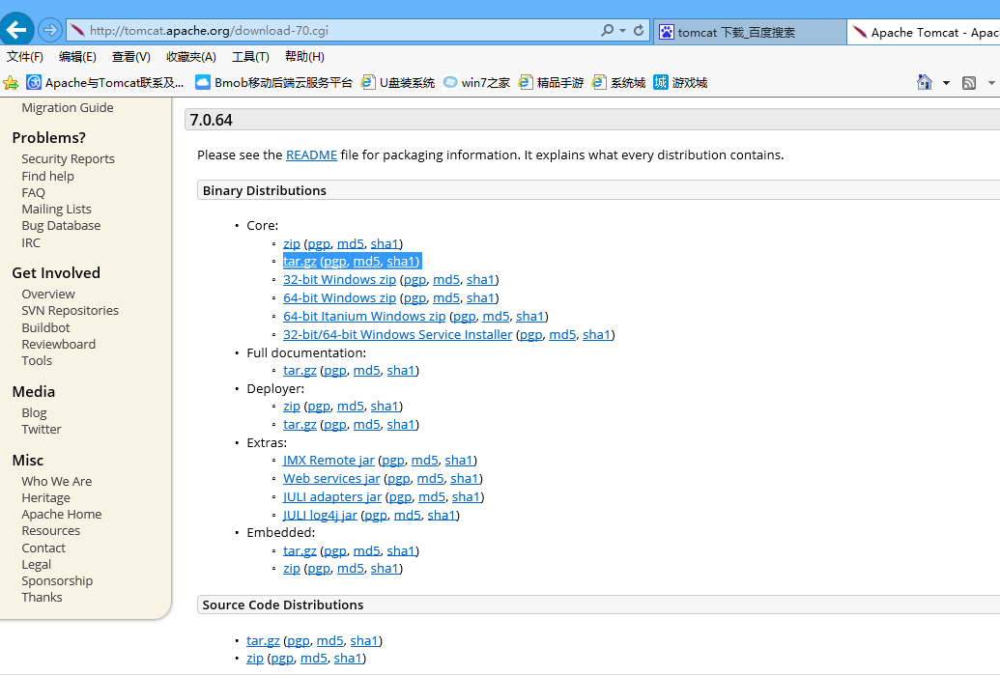 http://tomcat.apache.org/download-70.cgi
tomcat 下载_百度搜索
Apache Tomcat - Apac
文件(F) 编辑(E) 查看(V) 收藏夹(A) 工具(T) 帮助(H)
Apache与Tomcat联系及... Bmob移动后端云服务平台 U盘装系统 win7之家 精品手游 系统城 城 游戏城
Migration Guide
Problems?
Security Reports
Find help
FAQ
Mailing Lists
Bug Database
IRC
Get Involved
Overview
SVN Repositories
Buildbot
Reviewboard
Tools
Media
Blog
Twitter
Misc
Who We Are
Heritage
Apache Home
Resources
Contact
Legal
Sponsorship
Thanks
7.0.64
Please see the README file for packaging information. It explains what every distribution contains.
Binary Distributions
• Core:
zip (pgp, md5, sha1)
tar.gz (pgp, md5, sha1)
32-bit Windows zip (pgp, md5, sha1)
64-bit Windows zip (pgp, md5, sha1)
64-bit Itanium Windows zip (pgp, md5, sha1)
32-bit/64-bit Windows Service Installer (pgp, md5, sha1)
• Full documentation:
tar.gz (pgp, md5, sha1)
• Deployer:
zip (pgp, md5, sha1)
tar.gz (pgp, md5, sha1)
• Extras:
JMX Remote jar (pgp, md5, sha1)
Web services jar (pgp, md5, sha1)
JULI adapters jar (pgp, md5, sha1)
JULI log4j jar (pgp, md5, sha1)
• Embedded:
tar.gz (pgp, md5, sha1)
zip (pgp, md5, sha1)
Source Code Distributions
• tar.gz (pgp, md5, sha1)
• zip (pgp, md5, sha1)